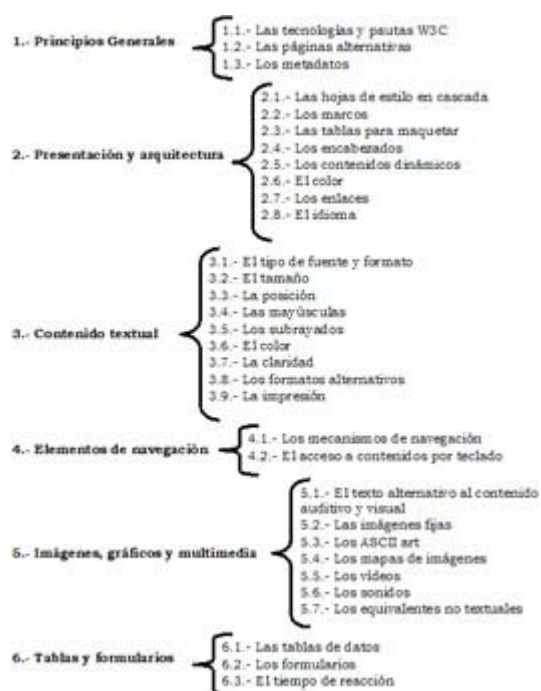 1.- Principios Generales
1.1.- Las tecnologías y pautas W3C
1.2.- Las páginas alternativas
1.3.- Los metadatos
2.- Presentación y arquitectura
2.1.- Las hojas de estilo en cascada
2.2.- Los marcos
2.3.- Las tablas para maquetar
2.4.- Los encabezados
2.5.- Los contenidos dinámicos
2.6.- El color
2.7.- Los enlaces
2.8.- El idioma
3.- Contenido textual
3.1.- El tipo de fuente y formato
3.2.- El tamaño
3.3.- La posición
3.4.- Las mayúsculas
3.5.- Los subrayados
3.6.- El color
3.7.- La claridad
3.8.- Los formatos alternativos
3.9.- La impresión
4.- Elementos de navegación
4.1.- Los mecanismos de navegación
4.2.- El acceso a contenidos por teclado
5.- Imágenes, gráficos y multimedia
5.1.- El texto alternativo al contenido
auditivo y visual
5.2.- Las imágenes fijas
5.3.- Los ASCII art
5.4.- Los mapas de imágenes
5.5.- Los vídeos
5.6.- Los sonidos
5.7.- Los equivalentes no textuales
6.- Tablas y formularios
6.1.- Las tablas de datos
6.2.- Los formularios
6.3.- El tiempo de reacción